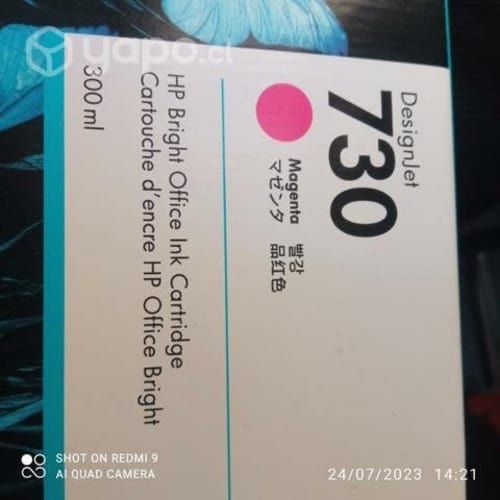 yapo.cl
DesignJet
730
Magenta 빨강
マゼンタ 品红色
HP Bright Office Ink Cartridge
Cartouche d'encre HP Office Bright
300 ml
SHOT ON REDMI 9
AI QUAD CAMERA
24/07/2023 14:21